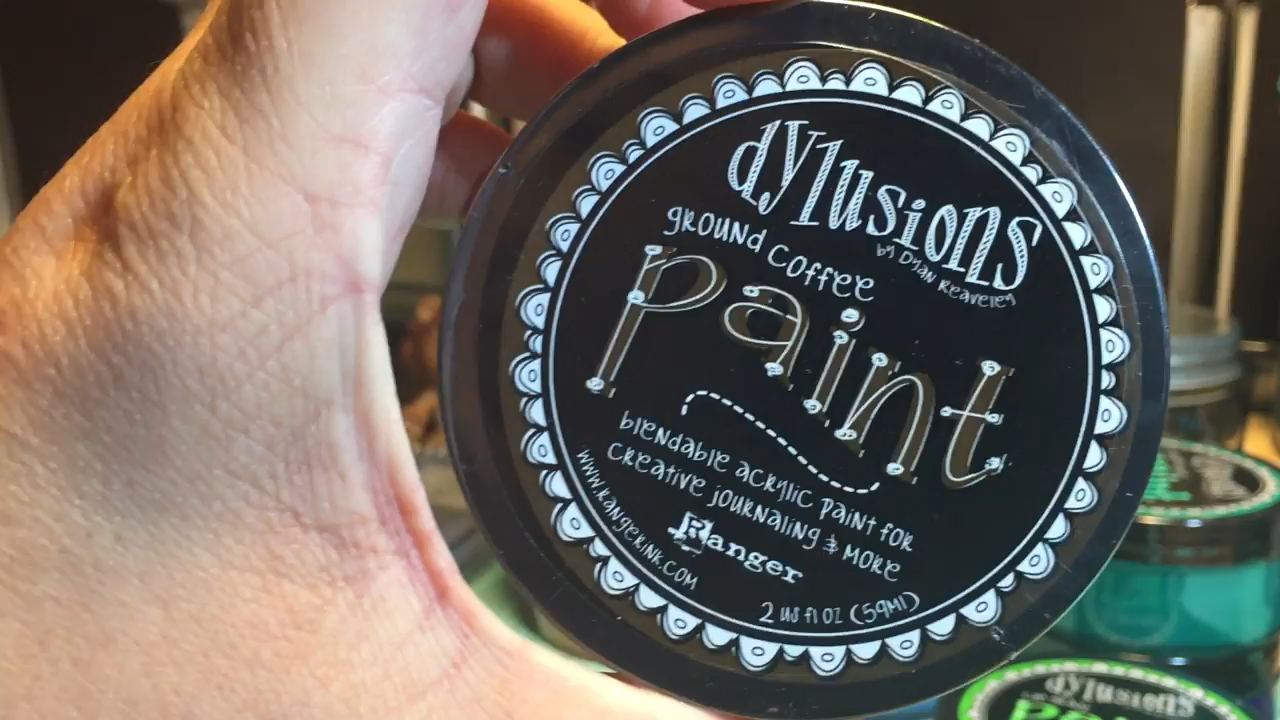 dylusions
by Dyan Reaveley
GROUND COFFEE
paint
blendable acrylic paint for
creative journaling & more
Ranger
www.rangerink.com
2 us fl oz (59ml)
dylusions